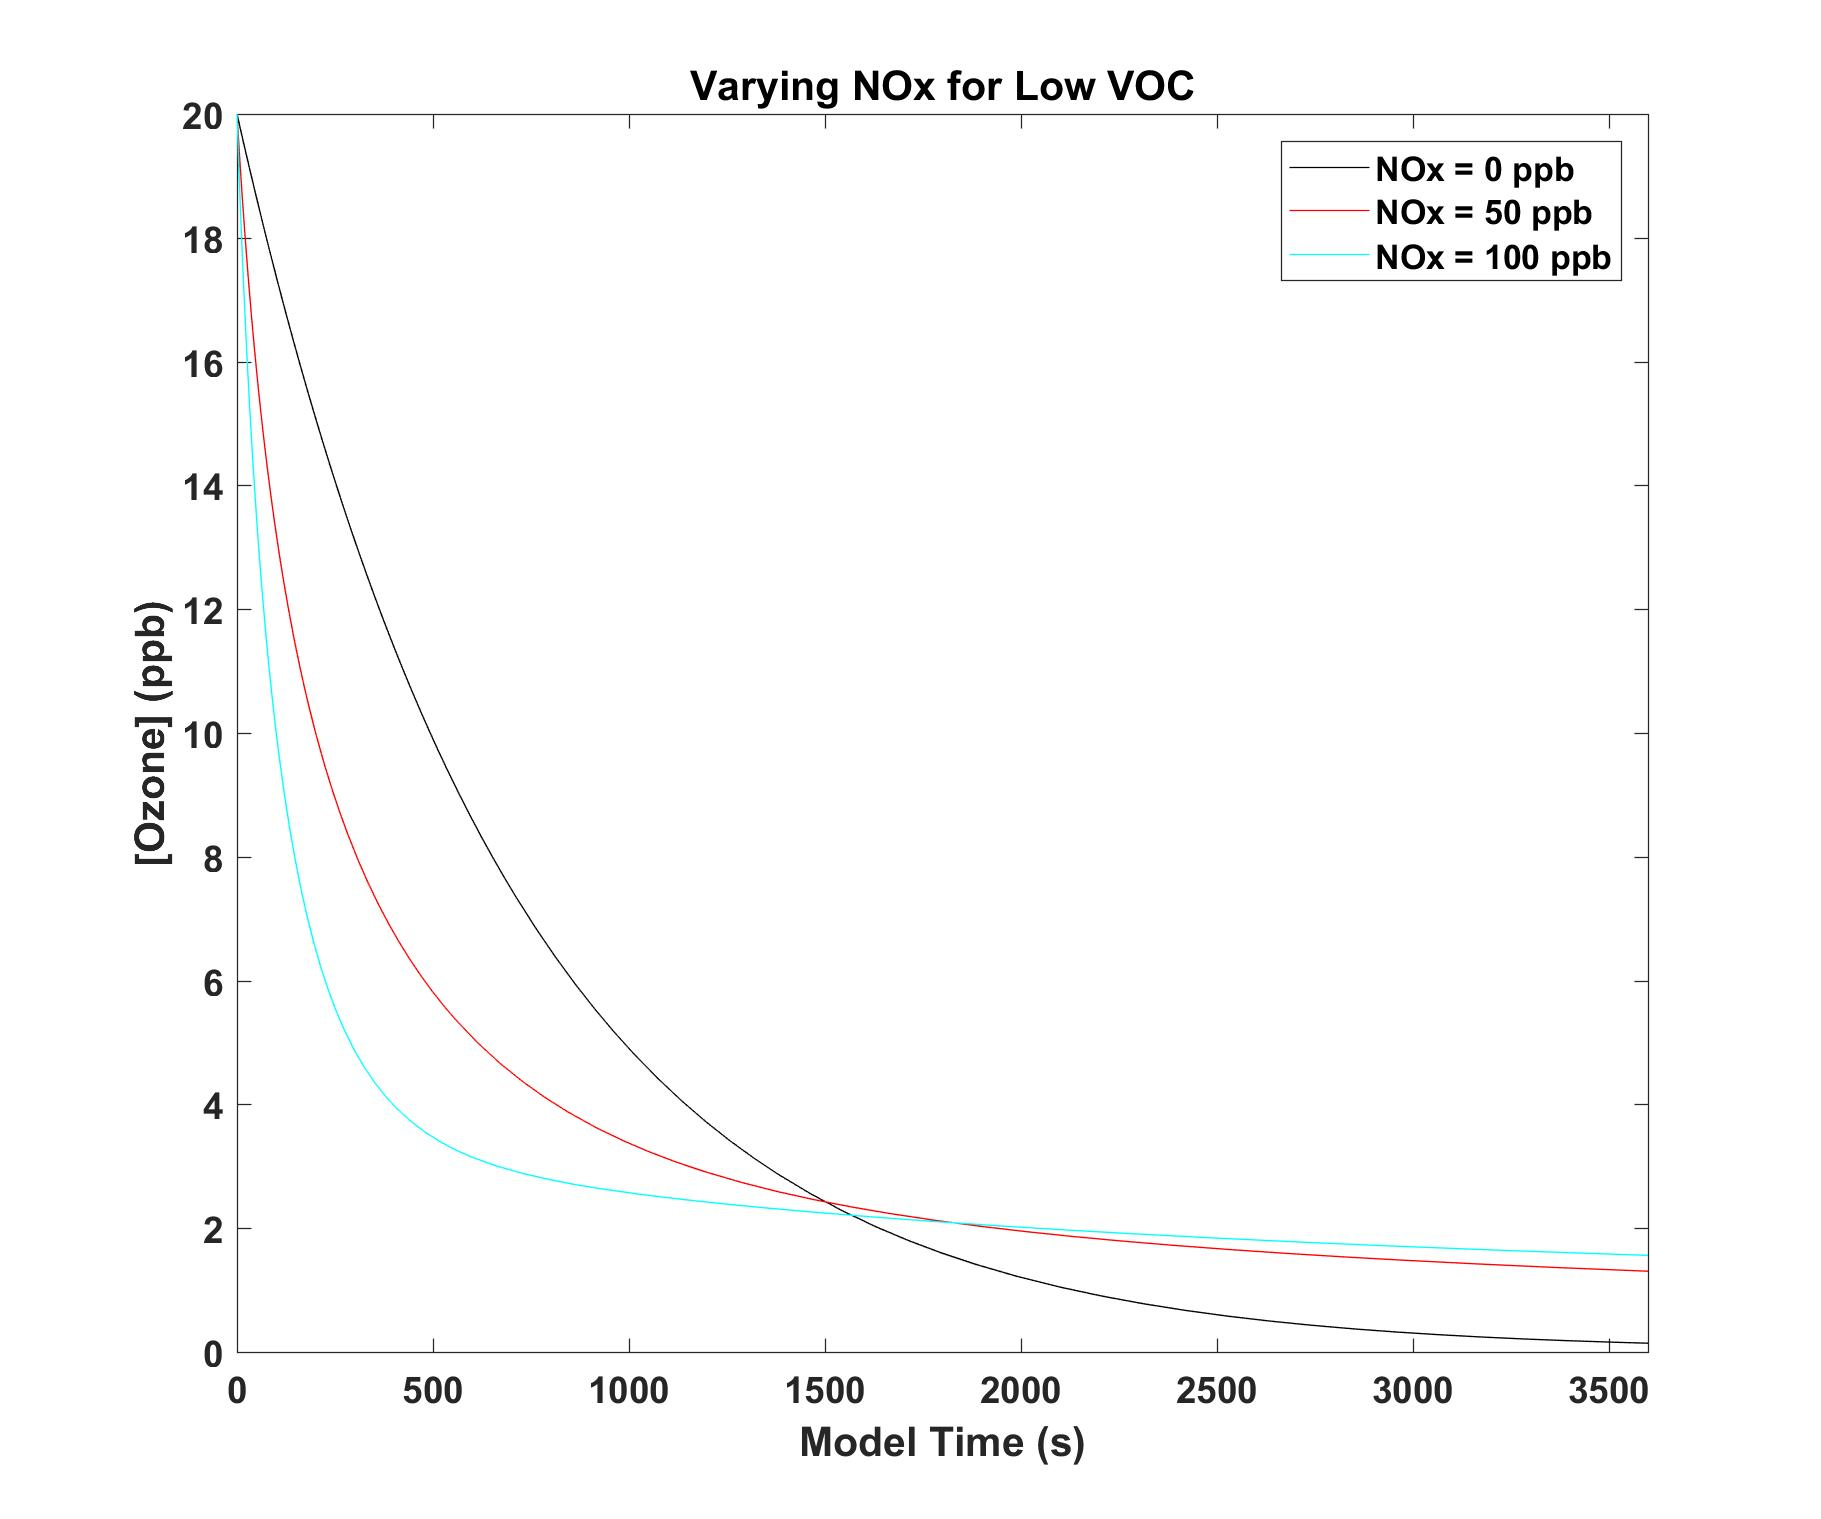 Varying NOx for Low VOC
NOx = 0 ppb
NOx = 50 ppb
NOx = 100 ppb
[Ozone] (ppb)
20
18
16
14
12
10
8
6
4
2
0
0 500 1000 1500 2000 2500 3000 3500
Model Time (s)